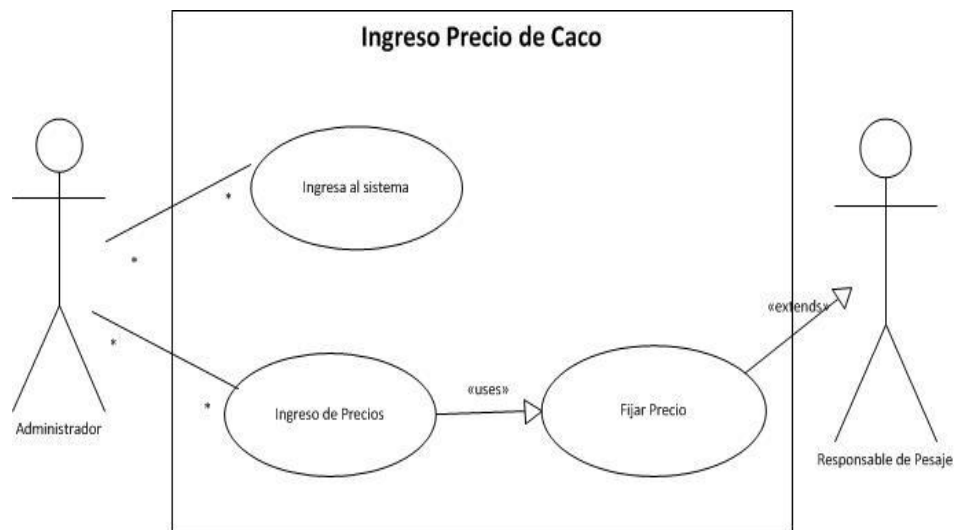 Ingreso Precio de Caco
Ingresa al sistema
*
*
«extends»
*
*
«uses»
Ingreso de Precios
Fijar Precio
Administrador
Responsable de Pesaje